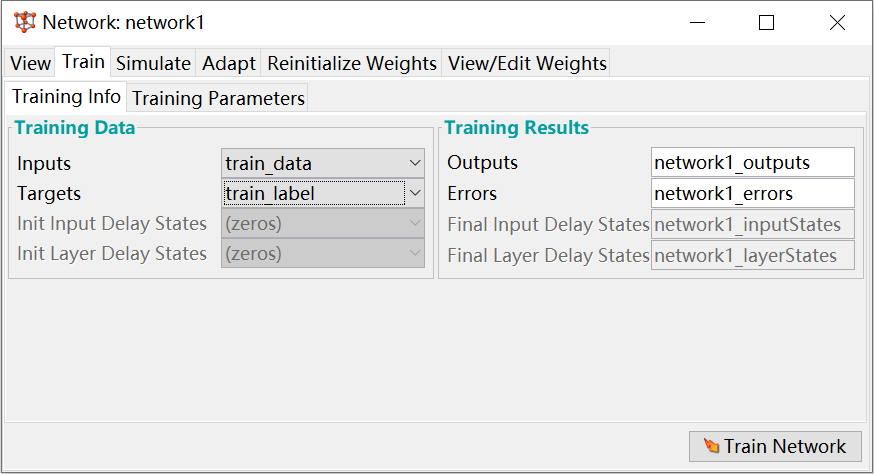 Network: network1
View Train Simulate Adapt Reinitialize Weights View/Edit Weights
Training Info Training Parameters
Training Data
Inputs train_data
Targets train_label
Init Input Delay States (zeros)
Init Layer Delay States (zeros)
Training Results
Outputs network1_outputs
Errors network1_errors
Final Input Delay States network1_inputStates
Final Layer Delay States network1_layerStates
Train Network